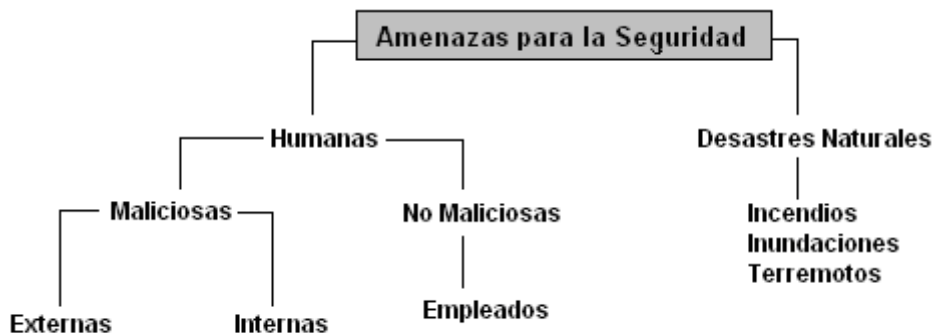 Amenazas para la Seguridad
Humanas
Desastres Naturales
Maliciosas
No Maliciosas
Incendios
Inundaciones
Terremotos
Externas
Internas
Empleados